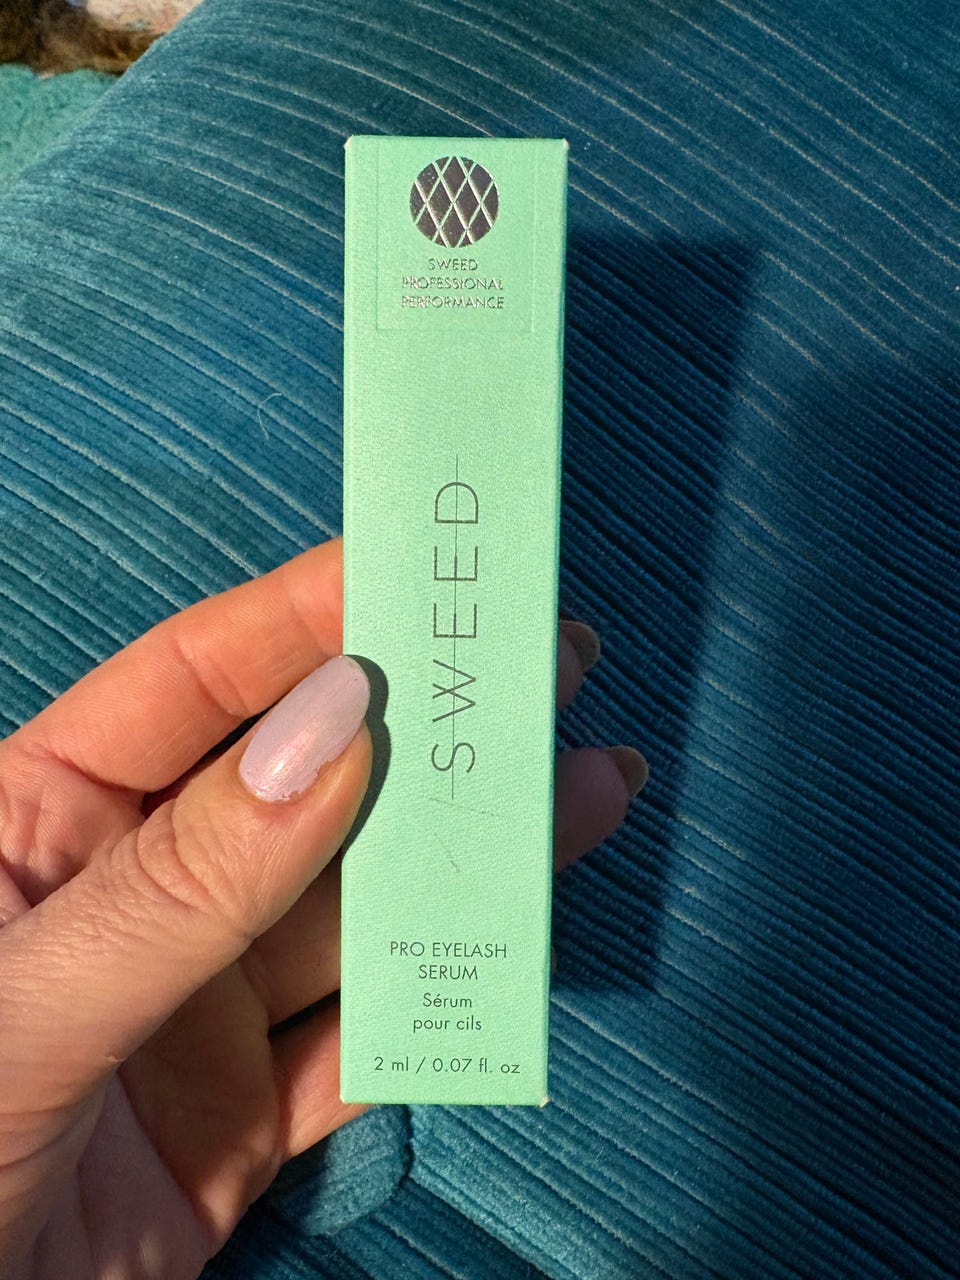 SWEED
PROFESSIONAL
PERFORMANCE
SWEED
PRO EYELASH
SERUM
Sérum
pour cils
2 ml / 0.07 fl. oz